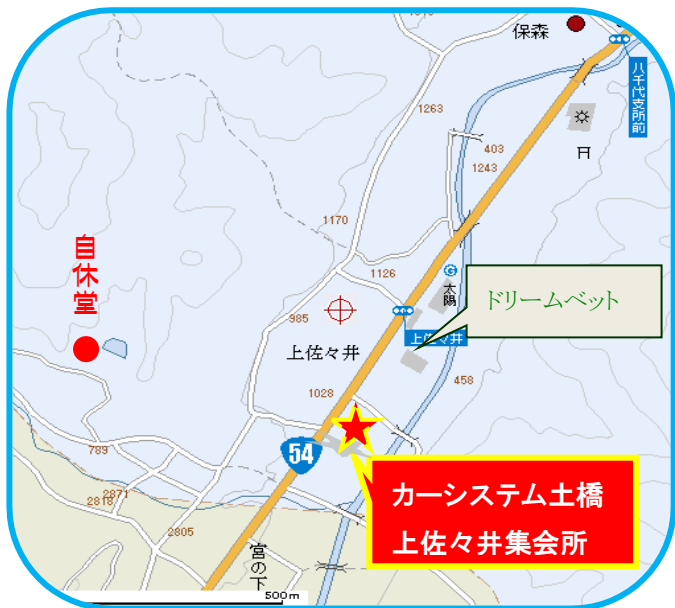 保森
八千代支所前
1263
403
1243
1170
1126
太陽
ドリームベット
自休堂
985
上佐々井
上佐々井
458
1028
54
789
2871
2818
2805
カーシステム土橋
上佐々井集会所
宮の下
500m